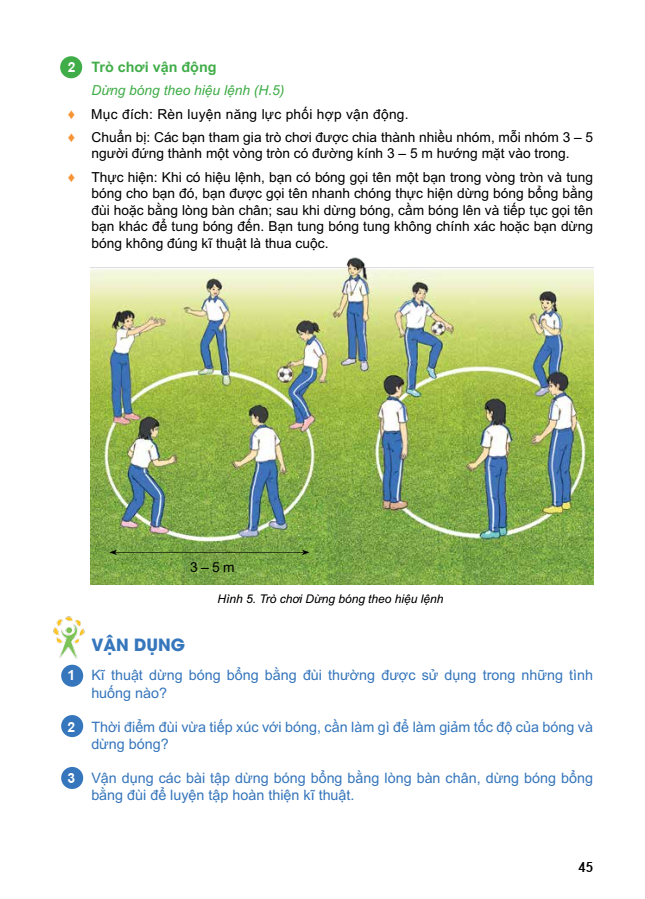 2 Trò chơi vận động
Dừng bóng theo hiệu lệnh (H.5)
♦ Mục đích: Rèn luyện năng lực phối hợp vận động.
♦ Chuẩn bị: Các bạn tham gia trò chơi được chia thành nhiều nhóm, mỗi nhóm 3 – 5
người đứng thành một vòng tròn có đường kính 3 – 5 m hướng mặt vào trong.
♦ Thực hiện: Khi có hiệu lệnh, bạn có bóng gọi tên một bạn trong vòng tròn và tung
bóng cho bạn đó, bạn được gọi tên nhanh chóng thực hiện dừng bóng bổng bằng
đùi hoặc bằng lòng bàn chân; sau khi dừng bóng, cầm bóng lên và tiếp tục gọi tên
bạn khác để tung bóng đến. Bạn tung bóng tung không chính xác hoặc bạn dừng
bóng không đúng kĩ thuật là thua cuộc.
3 – 5 m
Hình 5. Trò chơi Dừng bóng theo hiệu lệnh
VẬN DỤNG
1 Kĩ thuật dừng bóng bổng bằng đùi thường được sử dụng trong những tình
huống nào?
2 Thời điểm đùi vừa tiếp xúc với bóng, cần làm gì để làm giảm tốc độ của bóng và
dừng bóng?
3 Vận dụng các bài tập dừng bóng bổng bằng lòng bàn chân, dừng bóng bổng
bằng đùi để luyện tập hoàn thiện kĩ thuật.
45